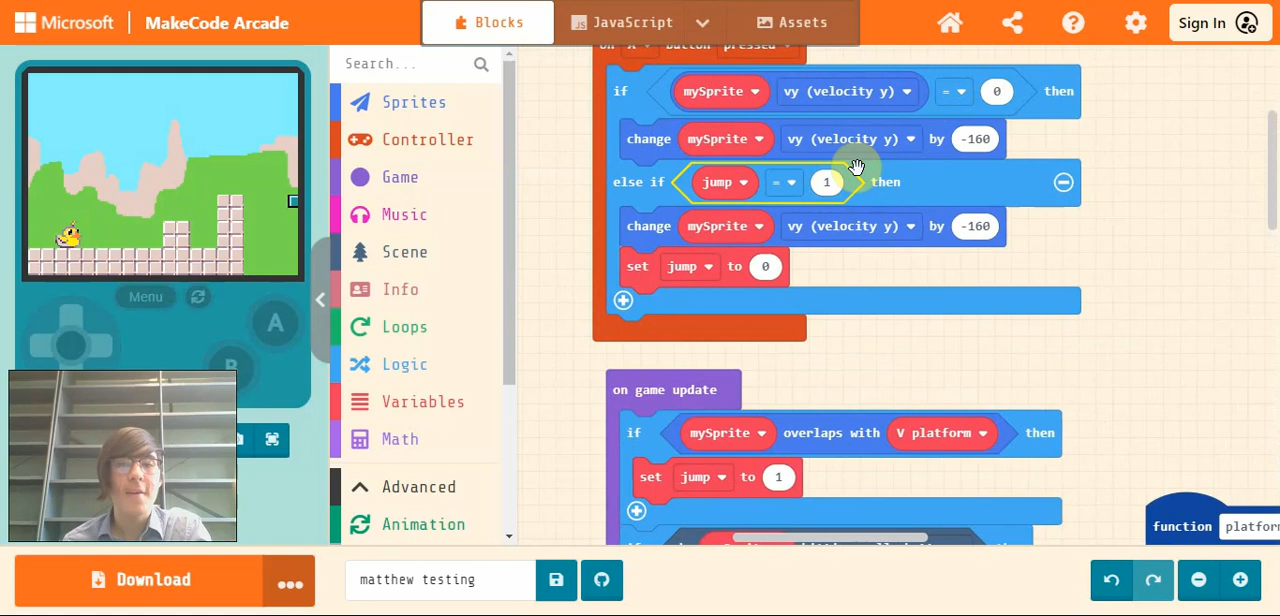 Microsoft MakeCode Arcade Blocks JavaScript Assets Sign In
Search...
Sprites
Controller
Game
Music
Scene
Info
Loops
Logic
Variables
Math
Advanced
Animation
Menu
A
B
on A button pressed
if mySprite vy (velocity y) = 0 then
change mySprite vy (velocity y) by -160
else if jump = 1 then
change mySprite vy (velocity y) by -160
set jump to 0
on game update
if mySprite overlaps with V platform then
set jump to 1
function
Download
matthew testing